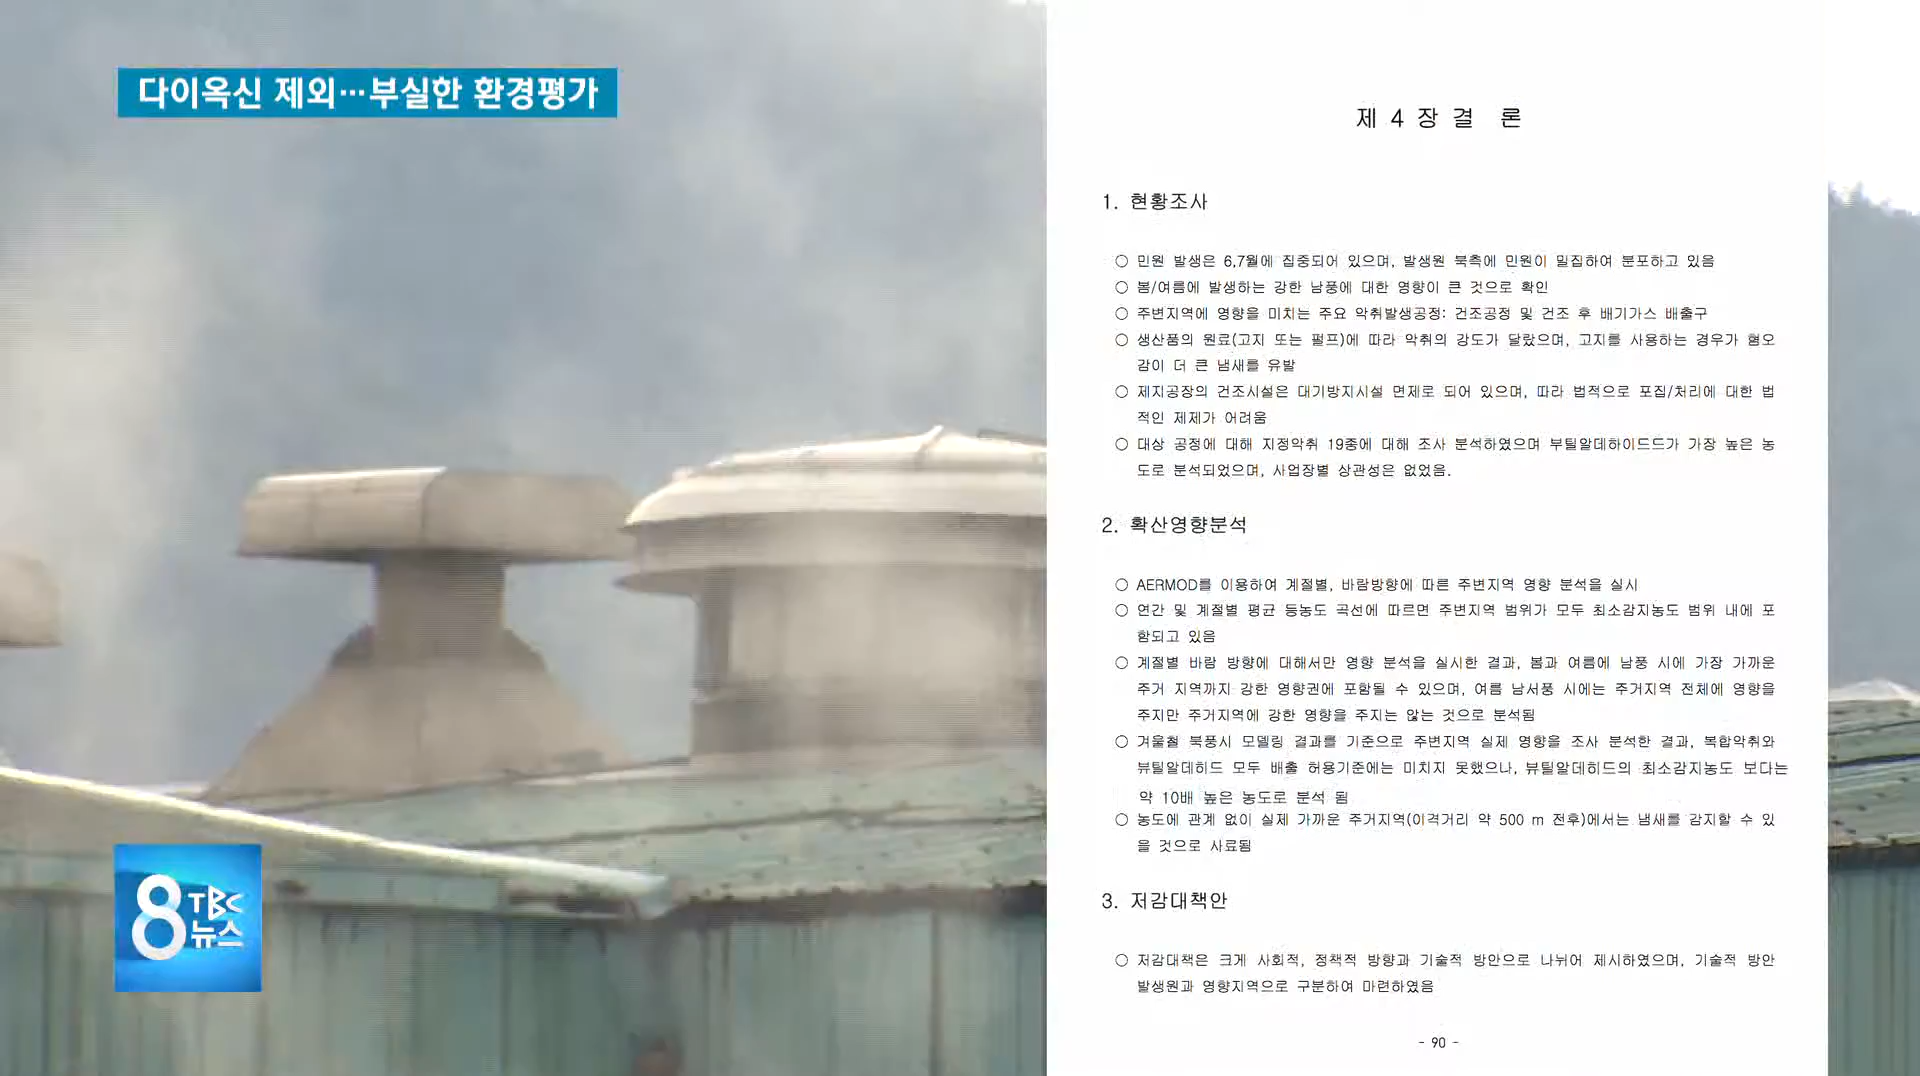 다이옥신 제외…부실한 환경평가
제 4 장 결 론
1. 현황조사
○ 민원 발생은 6,7월에 집중되어 있으며, 발생원 북측에 민원이 밀집하여 분포하고 있음
○ 봄/여름에 발생하는 강한 남풍에 대한 영향이 큰 것으로 확인
○ 주변지역에 영향을 미치는 주요 악취발생공정: 건조공정 및 건조 후 배기가스 배출구
○ 생산품의 원료(고지 또는 펄프)에 따라 악취의 강도가 달랐으며, 고지를 사용하는 경우가 혐오
감이 더 큰 냄새를 유발
○ 제지공장의 건조시설은 대기방지시설 면제로 되어 있으며, 따라 법적으로 포집/처리에 대한 법
적인 제제가 어려움
○ 대상 공정에 대해 지정악취 19종에 대해 조사 분석하였으며 부틸알데하이드드가 가장 높은 농
도로 분석되었으며, 사업장별 상관성은 없었음.
2. 확산영향분석
○ AERMOD를 이용하여 계절별, 바람방향에 따른 주변지역 영향 분석을 실시
○ 연간 및 계절별 평균 등농도 곡선에 따르면 주변지역 범위가 모두 최소감지농도 범위 내에 포
함되고 있음
○ 계절별 바람 방향에 대해서만 영향 분석을 실시한 결과, 봄과 여름에 남풍 시에 가장 가까운
주거 지역까지 강한 영향권에 포함될 수 있으며, 여름 남서풍 시에는 주거지역 전체에 영향을
주지만 주거지역에 강한 영향을 주지는 않는 것으로 분석됨
○ 겨울철 북풍시 모델링 결과를 기준으로 주변지역 실제 영향을 조사 분석한 결과, 복합악취와
뷰틸알데히드 모두 배출 허용기준에는 미치지 못했으나, 뷰틸알데히드의 최소감지농도 보다는
약 10배 높은 농도로 분석 됨
○ 농도에 관계 없이 실제 가까운 주거지역(이격거리 약 500 m 전후)에서는 냄새를 감지할 수 있
을 것으로 사료됨
3. 저감대책안
○ 저감대책은 크게 사회적, 정책적 방향과 기술적 방안으로 나뉘어 제시하였으며, 기술적 방안
발생원과 영향지역으로 구분하여 마련하였음
- 90 -
8 TBC
뉴스